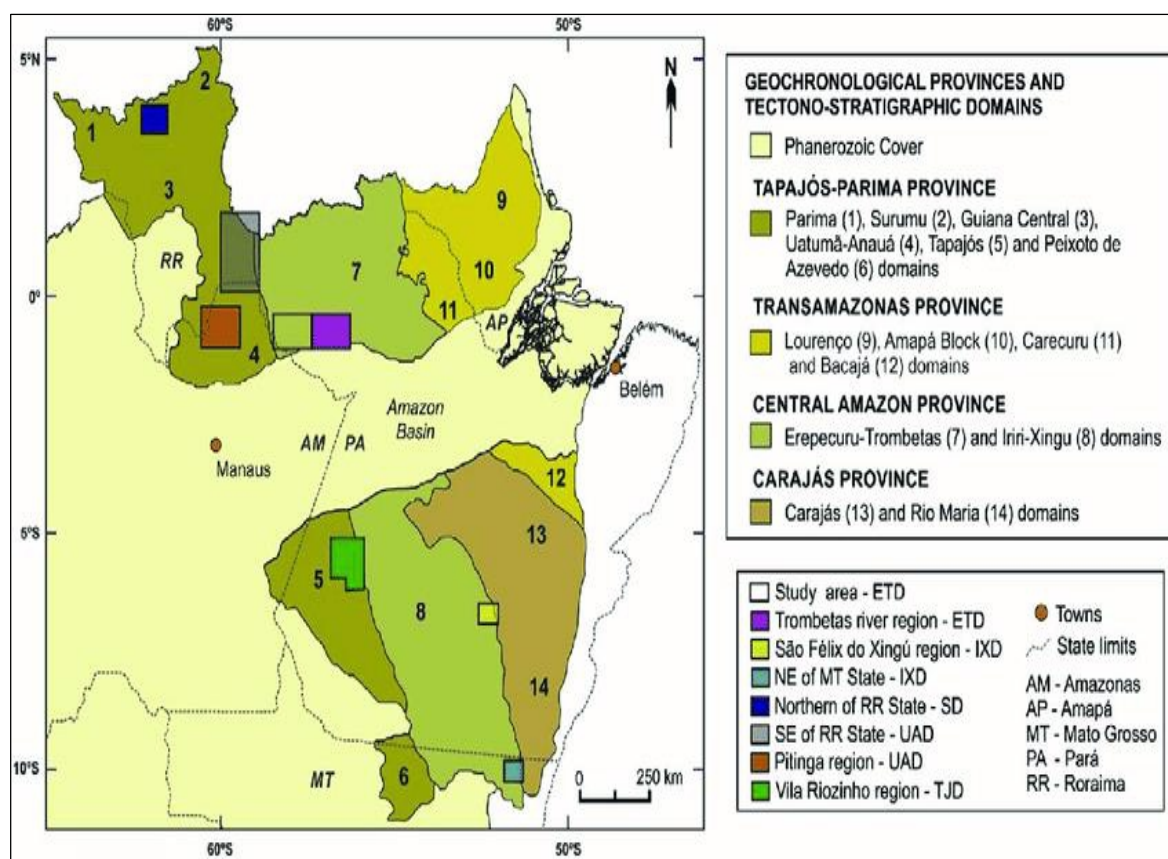 60°S
50°S
5°N
0°
5°S
10°S
N
1
2
3
RR
4
7
9
10
11
AP
Belém
Amazon
Basin
AM
PA
Manaus
12
13
5
8
14
6
MT
0
250 km
60°S
50°S
GEOCHRONOLOGICAL PROVINCES AND
TECTONO-STRATIGRAPHIC DOMAINS
Phanerozoic Cover
TAPAJÓS-PARIMA PROVINCE
Parima (1), Surumu (2), Guiana Central (3),
Uatumã-Anauá (4), Tapajós (5) and Peixoto de
Azevedo (6) domains
TRANSAMAZONAS PROVINCE
Lourenço (9), Amapá Block (10), Carecuru (11)
and Bacajá (12) domains
CENTRAL AMAZON PROVINCE
Erepecuru-Trombetas (7) and Iriri-Xingu (8) domains
CARAJÁS PROVINCE
Carajás (13) and Rio Maria (14) domains
Study area - ETD
Trombetas river region - ETD
São Félix do Xingú region - IXD
NE of MT State - IXD
Northern of RR State - SD
SE of RR State - UAD
Pitinga region - UAD
Vila Riozinho region - TJD
Towns
State limits
AM - Amazonas
AP - Amapá
MT - Mato Grosso
PA - Pará
RR - Roraima